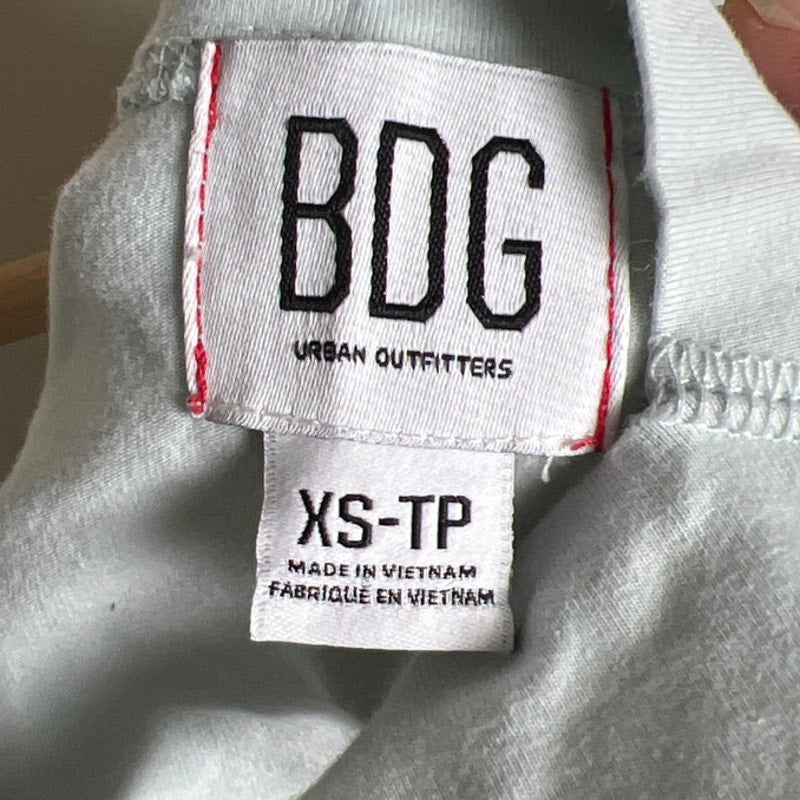 BDG
URBAN OUTFITTERS
XS-TP
MADE IN VIETNAM
FABRIQUÉ EN VIETNAM